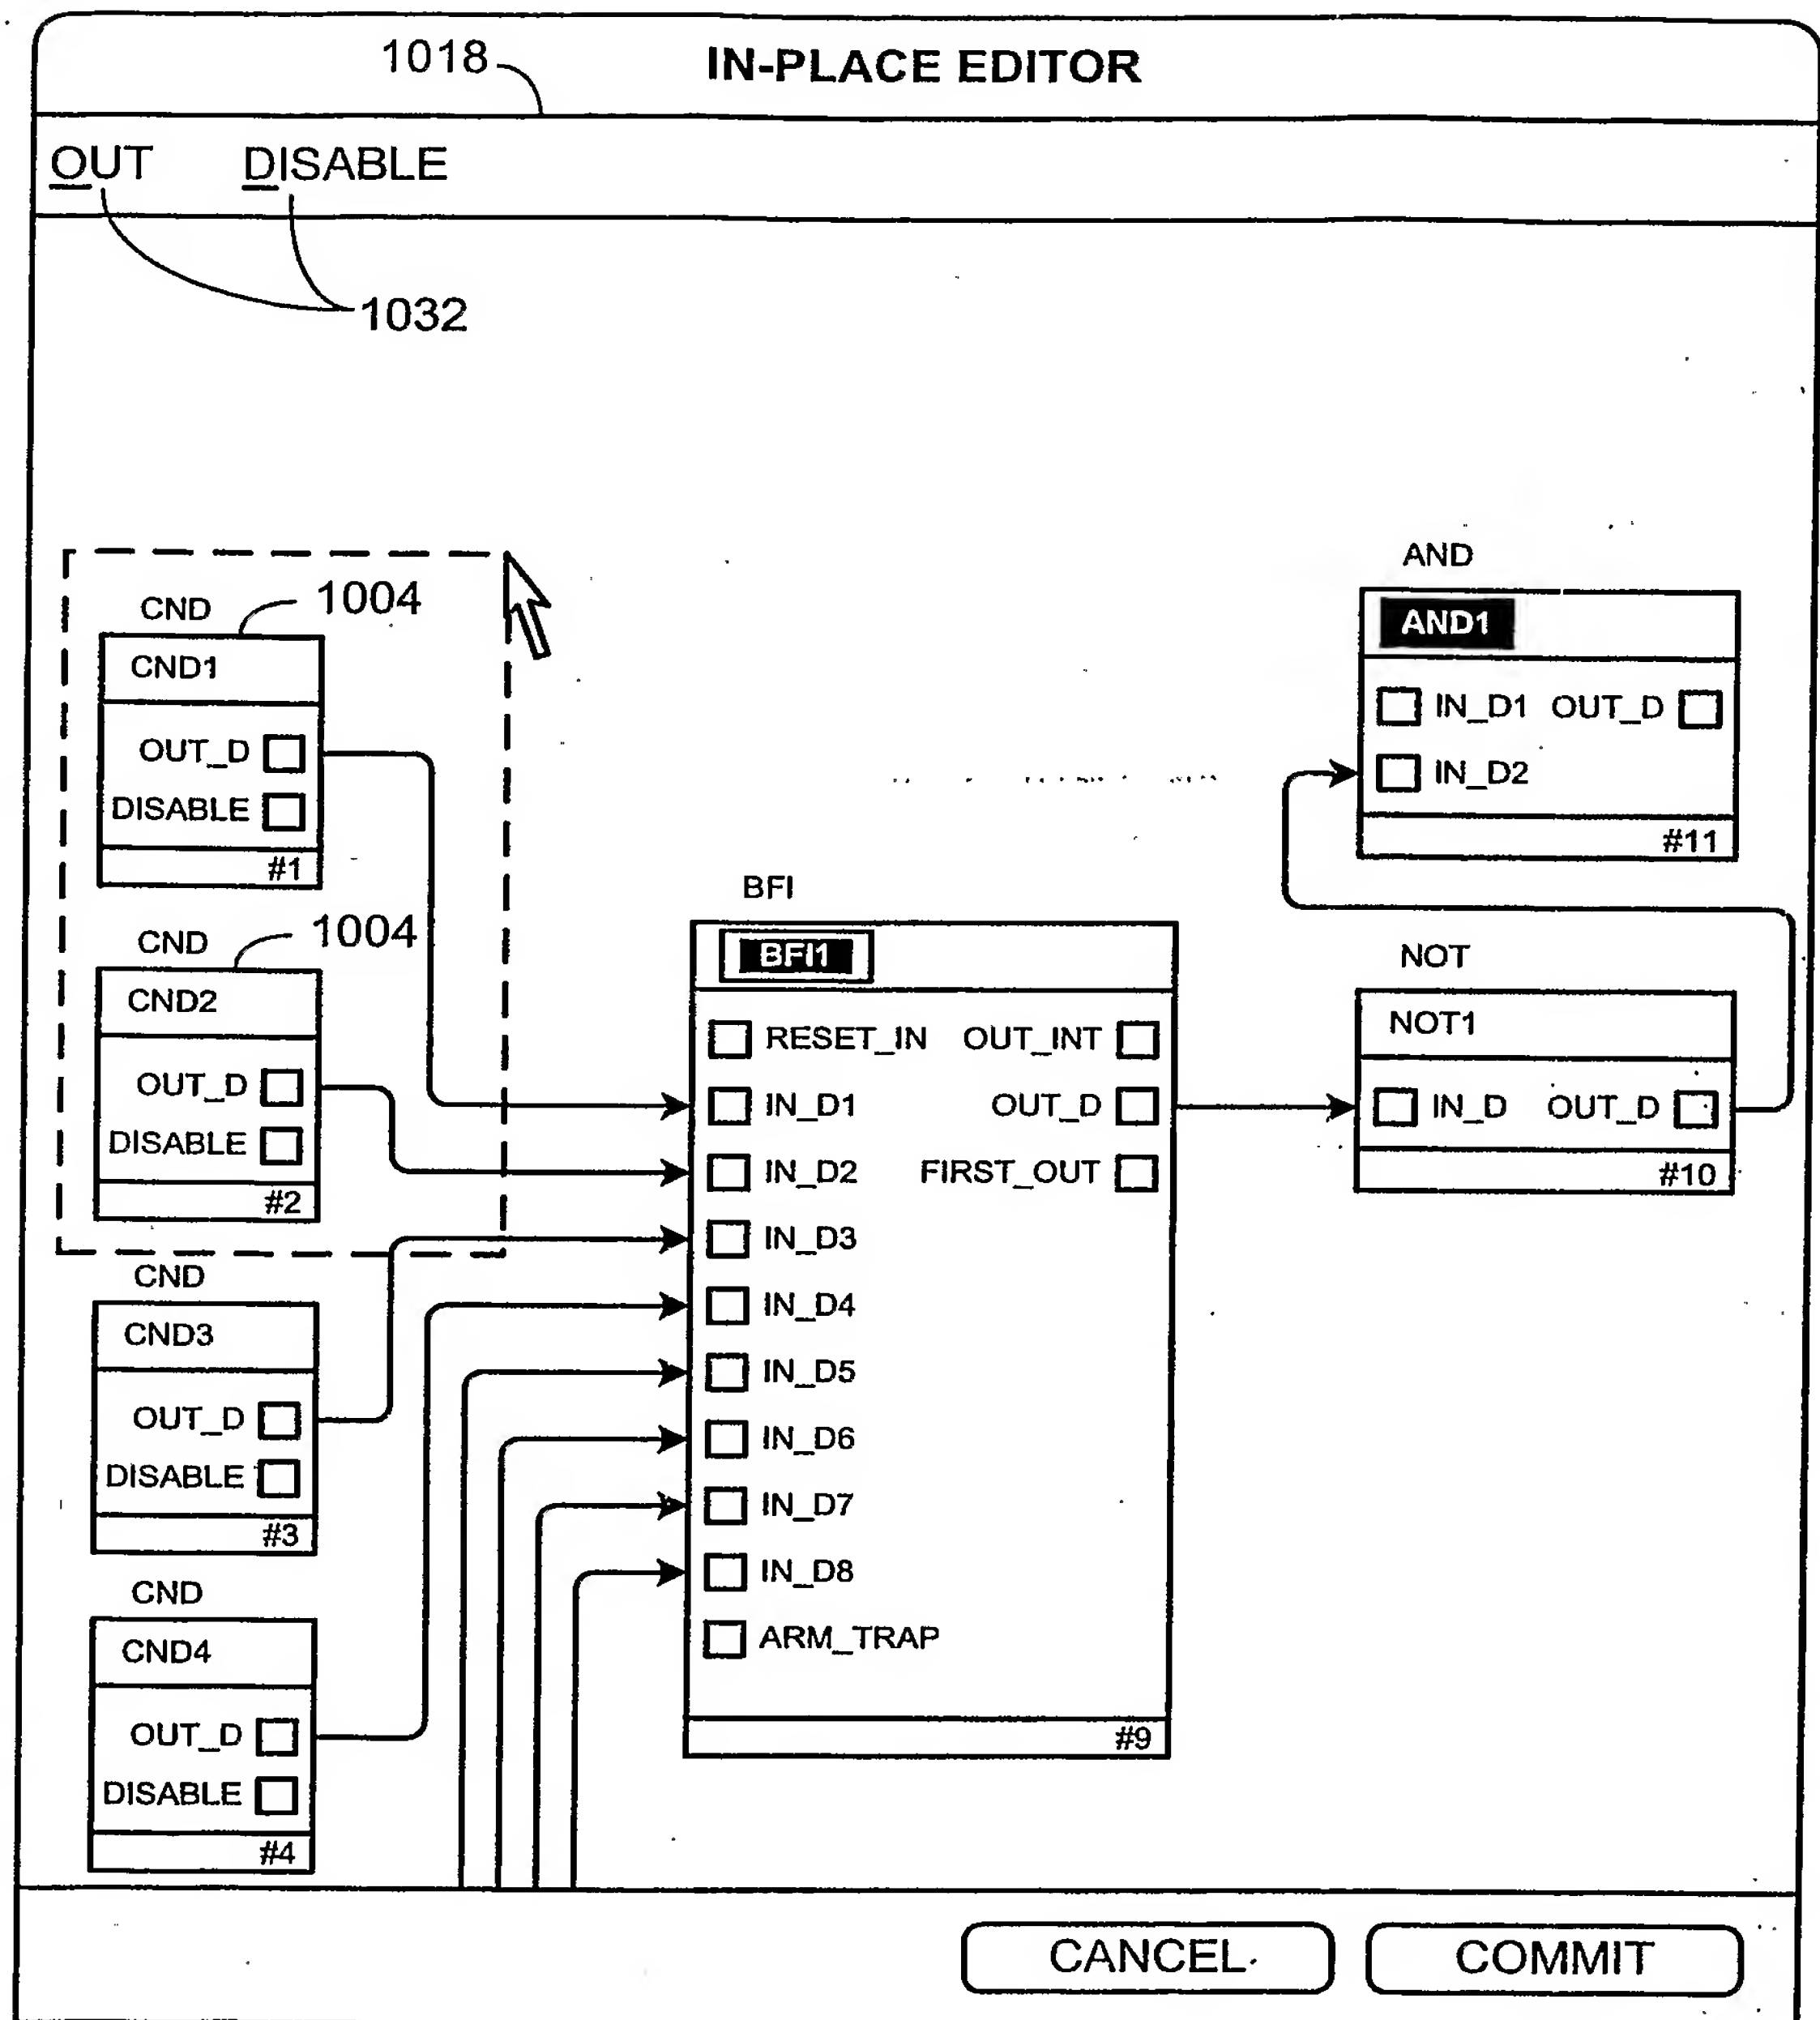 1018 IN-PLACE EDITOR
OUT DISABLE
1032
CND 1004
CND1
OUT_D
DISABLE
#1
CND 1004
CND2
OUT_D
DISABLE
#2
CND
CND3
OUT_D
DISABLE
#3
CND
CND4
OUT_D
DISABLE
#4
BFI
BFI1
RESET_IN OUT_INT
IN_D1 OUT_D
IN_D2 FIRST_OUT
IN_D3
IN_D4
IN_D5
IN_D6
IN_D7
IN_D8
ARM_TRAP
#9
AND
AND1
IN_D1 OUT_D
IN_D2
#11
NOT
NOT1
IN_D OUT_D
#10
CANCEL COMMIT